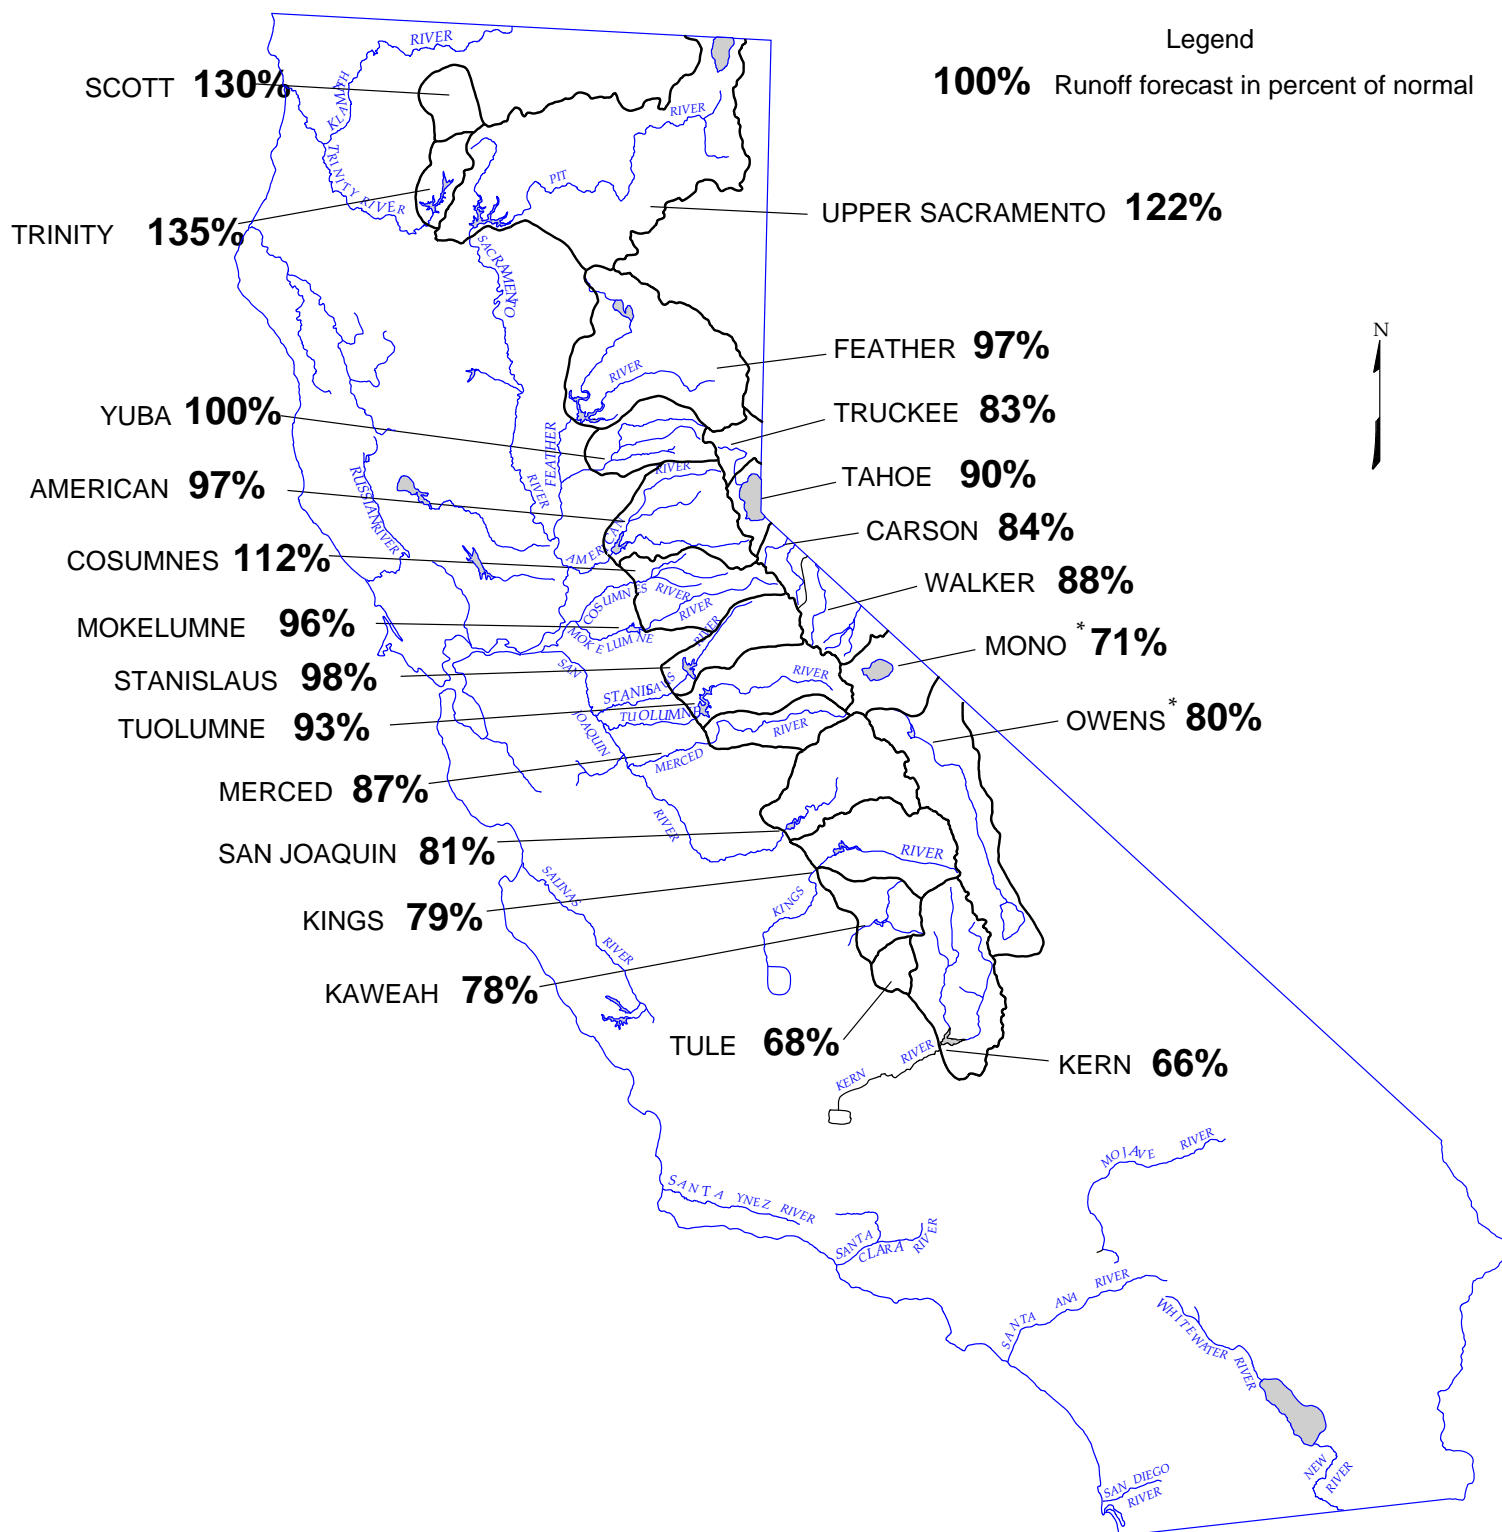 Legend
100% Runoff forecast in percent of normal
N
SCOTT 130%
TRINITY 135%
UPPER SACRAMENTO 122%
FEATHER 97%
YUBA 100%
TRUCKEE 83%
AMERICAN 97%
TAHOE 90%
CARSON 84%
COSUMNES 112%
WALKER 88%
MOKELUMNE 96%
MONO * 71%
STANISLAUS 98%
OWENS * 80%
TUOLUMNE 93%
MERCED 87%
SAN JOAQUIN 81%
KINGS 79%
KAWEAH 78%
TULE 68%
KERN 66%
KLAMATH RIVER
TRINITY RIVER
PIT RIVER
SACRAMENTO RIVER
FEATHER RIVER
RIVER
RUSSIAN RIVER
AMERICAN RIVER
COSUMNES RIVER
MOKELUMNE RIVER
STANISLAUS RIVER
TUOLUMNE RIVER
MERCED RIVER
SAN JOAQUIN RIVER
KINGS RIVER
SALINAS RIVER
KERN RIVER
SANTA YNEZ RIVER
SANTA CLARA RIVER
MOJAVE RIVER
SANTA ANA RIVER
WHITEWATER RIVER
NEW RIVER
SAN DIEGO RIVER